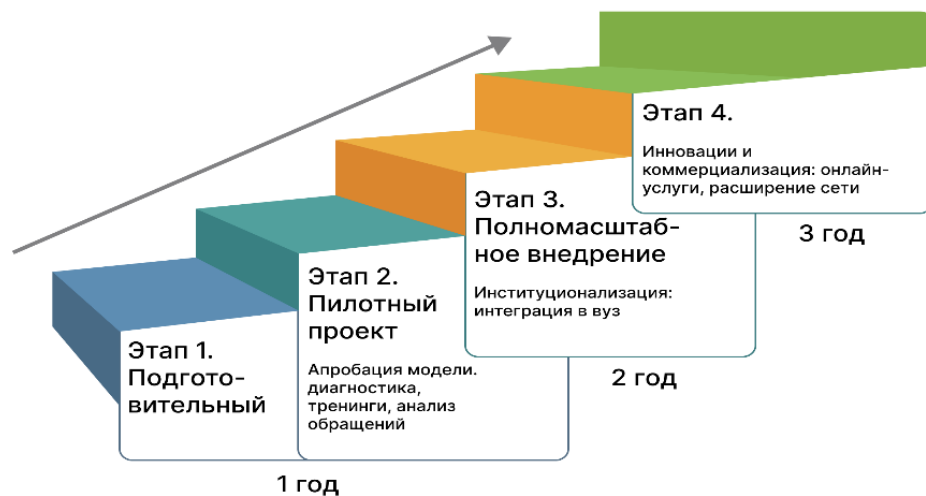 Этап 1.
Подгото-
вительный
1 год
Этап 2.
Пилотный
проект
Апробация модели.
диагностика,
тренинги, анализ
обращений
Этап 3.
Полномасштаб-
ное внедрение
Институционализация:
интеграция в вуз
2 год
Этап 4.
Инновации и
коммерциализация: онлайн-
услуги, расширение сети
3 год